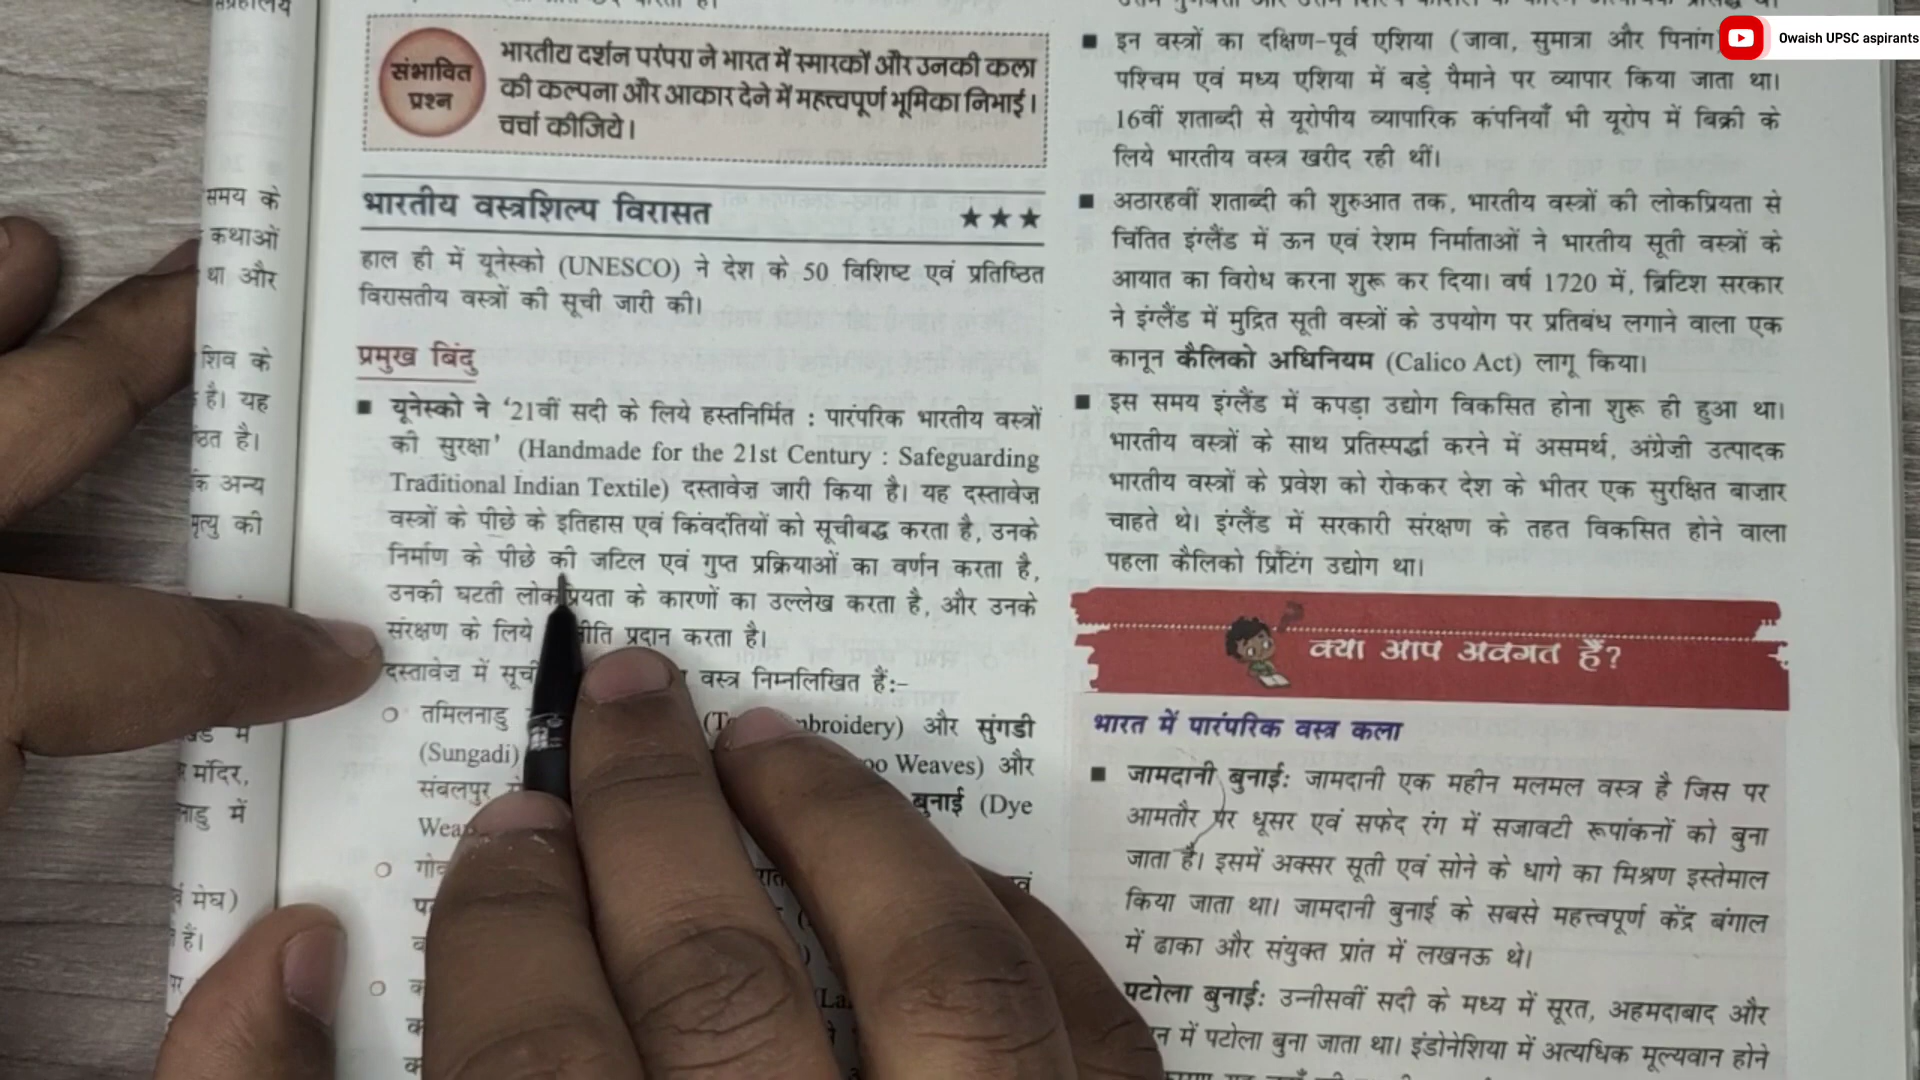 संभावित प्रश्न
भारतीय दर्शन परंपरा ने भारत में स्मारकों और उनकी कला
की कल्पना और आकार देने में महत्त्वपूर्ण भूमिका निभाई।
चर्चा कीजिये।
भारतीय वस्त्रशिल्प विरासत ★★★
हाल ही में यूनेस्को (UNESCO) ने देश के 50 विशिष्ट एवं प्रतिष्ठित
विरासतीय वस्त्रों की सूची जारी की।
प्रमुख बिंदु
■ यूनेस्को ने ‘21वीं सदी के लिये हस्तनिर्मित : पारंपरिक भारतीय वस्त्रों
की सुरक्षा’ (Handmade for the 21st Century : Safeguarding
Traditional Indian Textile) दस्तावेज़ जारी किया है। यह दस्तावेज़
वस्त्रों के पीछे के इतिहास एवं किंवदंतियों को सूचीबद्ध करता है, उनके
निर्माण के पीछे की जटिल एवं गुप्त प्रक्रियाओं का वर्णन करता है,
उनकी घटती लोकप्रियता के कारणों का उल्लेख करता है, और उनके
संरक्षण के लिये प्रदान करता है।
दस्तावेज़ में वस्त्र निम्नलिखित हैं:-
○ तमिलनाडु और सुंगडी
(Sungadi) Weaves) और
संबलपुर बुनाई (Dye
○
○
समय के
कथाओं
था और
शिव के
है। यह
है।
अन्य
मृत्यु की
में
मंदिर,
में
मेघ)
हैं।
पर
■ इन वस्त्रों का दक्षिण-पूर्व एशिया (जावा, सुमात्रा और पिनांग
पश्चिम एवं मध्य एशिया में बड़े पैमाने पर व्यापार किया जाता था।
16वीं शताब्दी से यूरोपीय व्यापारिक कंपनियाँ भी यूरोप में बिक्री के
लिये भारतीय वस्त्र खरीद रही थीं।
■ अठारहवीं शताब्दी की शुरुआत तक, भारतीय वस्त्रों की लोकप्रियता से
चिंतित इंग्लैंड में ऊन एवं रेशम निर्माताओं ने भारतीय सूती वस्त्रों के
आयात का विरोध करना शुरू कर दिया। वर्ष 1720 में, ब्रिटिश सरकार
ने इंग्लैंड में मुद्रित सूती वस्त्रों के उपयोग पर प्रतिबंध लगाने वाला एक
कानून कैलिको अधिनियम (Calico Act) लागू किया।
■ इस समय इंग्लैंड में कपड़ा उद्योग विकसित होना शुरू ही हुआ था।
भारतीय वस्त्रों के साथ प्रतिस्पर्द्धा करने में असमर्थ, अंग्रेज़ी उत्पादक
भारतीय वस्त्रों के प्रवेश को रोककर देश के भीतर एक सुरक्षित बाज़ार
चाहते थे। इंग्लैंड में सरकारी संरक्षण के तहत विकसित होने वाला
पहला कैलिको प्रिंटिंग उद्योग था।
क्या आप अवगत हैं?
भारत में पारंपरिक वस्त्र कला
■ जामदानी बुनाई: जामदानी एक महीन मलमल वस्त्र है जिस पर
आमतौर पर धूसर एवं सफेद रंग में सजावटी रूपांकनों को बुना
जाता है। इसमें अक्सर सूती एवं सोने के धागे का मिश्रण इस्तेमाल
किया जाता था। जामदानी बुनाई के सबसे महत्त्वपूर्ण केंद्र बंगाल
में ढाका और संयुक्त प्रांत में लखनऊ थे।
पटोला बुनाई: उन्नीसवीं सदी के मध्य में सूरत, अहमदाबाद और
में पटोला बुना जाता था। इंडोनेशिया में अत्यधिक मूल्यवान होने
Owaish UPSC aspirants